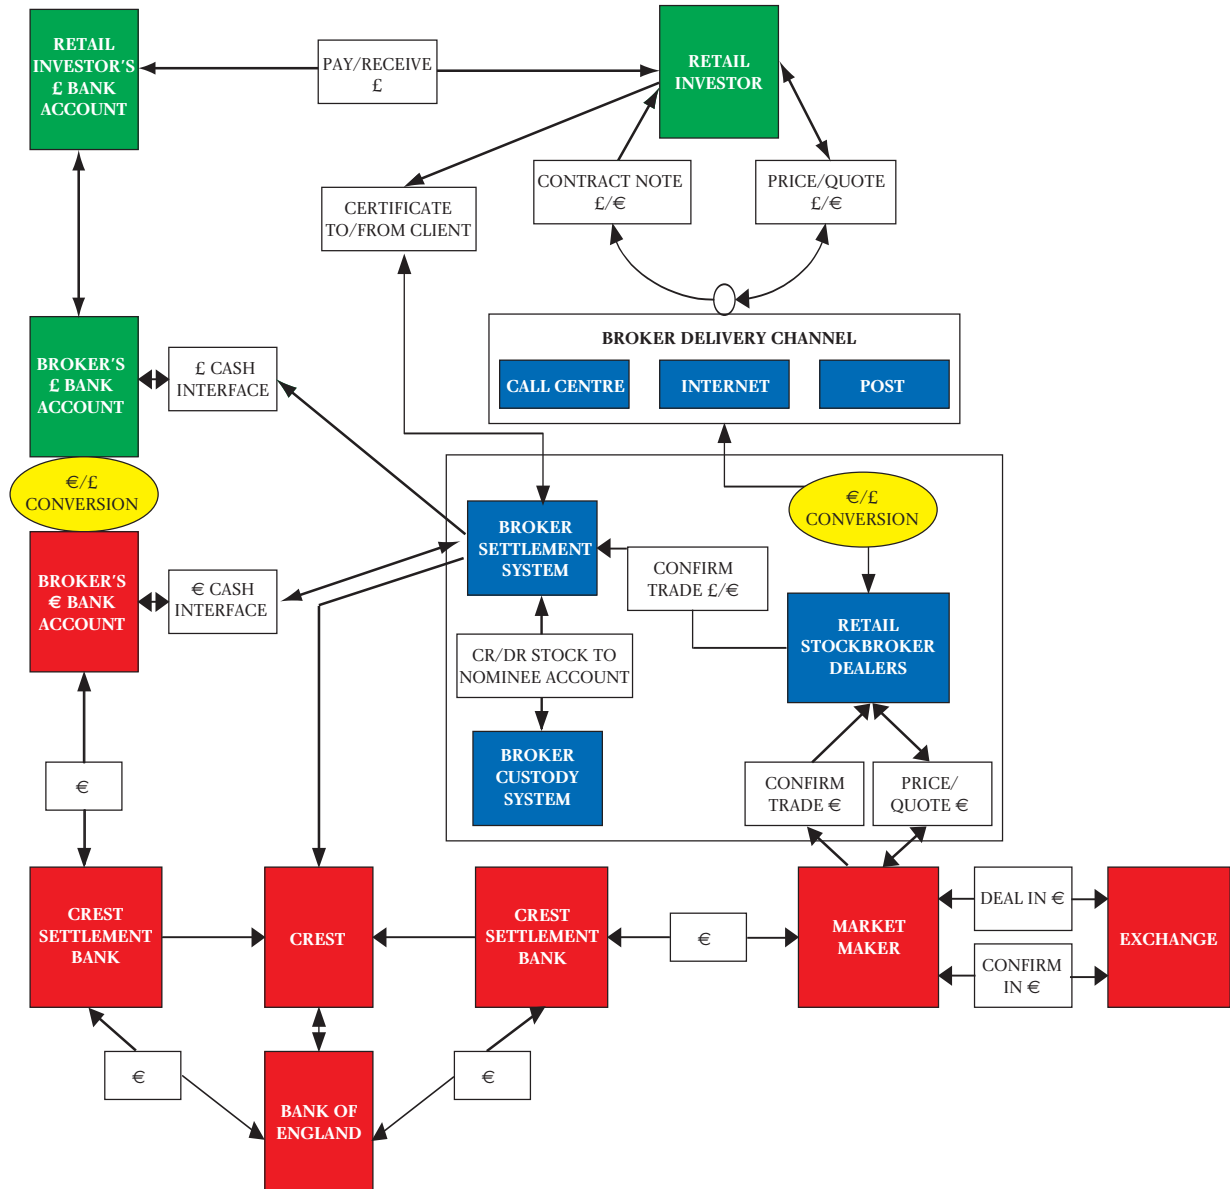 RETAIL
INVESTOR'S
£ BANK
ACCOUNT
PAY/RECEIVE
£
RETAIL
INVESTOR
CERTIFICATE
TO/FROM CLIENT
CONTRACT NOTE
£/€
PRICE/QUOTE
£/€
BROKER DELIVERY CHANNEL
CALL CENTRE
INTERNET
POST
BROKER'S
£ BANK
ACCOUNT
£ CASH
INTERFACE
€/£
CONVERSION
BROKER'S
€ BANK
ACCOUNT
€ CASH
INTERFACE
BROKER
SETTLEMENT
SYSTEM
CONFIRM
TRADE £/€
€/£
CONVERSION
RETAIL
STOCKBROKER
DEALERS
CR/DR STOCK TO
NOMINEE ACCOUNT
BROKER
CUSTODY
SYSTEM
CONFIRM
TRADE €
PRICE/
QUOTE €
€
CREST
SETTLEMENT
BANK
CREST
CREST
SETTLEMENT
BANK
€
MARKET
MAKER
DEAL IN €
CONFIRM
IN €
EXCHANGE
€
€
BANK OF
ENGLAND